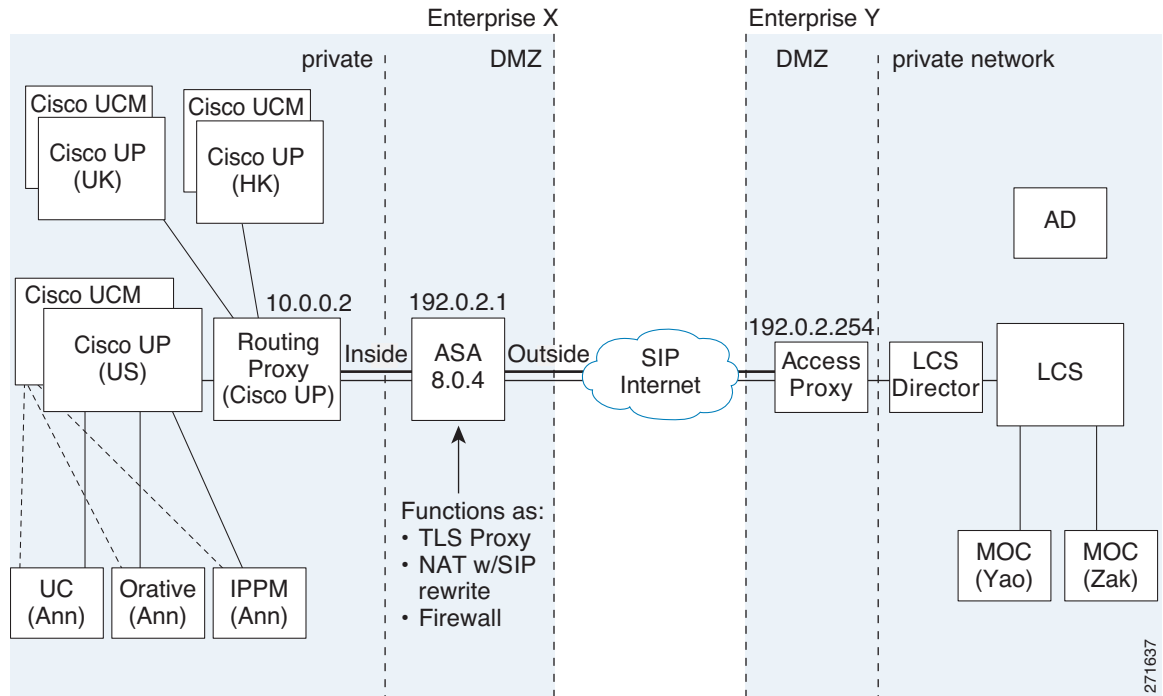 Enterprise X
Enterprise Y
private
DMZ
DMZ
private network
Cisco UCM
Cisco UP
(UK)
Cisco UCM
Cisco UP
(HK)
AD
Cisco UCM
Cisco UP
(US)
10.0.0.2
Routing
Proxy
(Cisco UP)
Inside
192.0.2.1
ASA
8.0.4
Outside
SIP
Internet
192.0.2.254
Access
Proxy
LCS
Director
LCS
Functions as:
• TLS Proxy
• NAT w/SIP
rewrite
• Firewall
UC
(Ann)
Orative
(Ann)
IPPM
(Ann)
MOC
(Yao)
MOC
(Zak)
271637